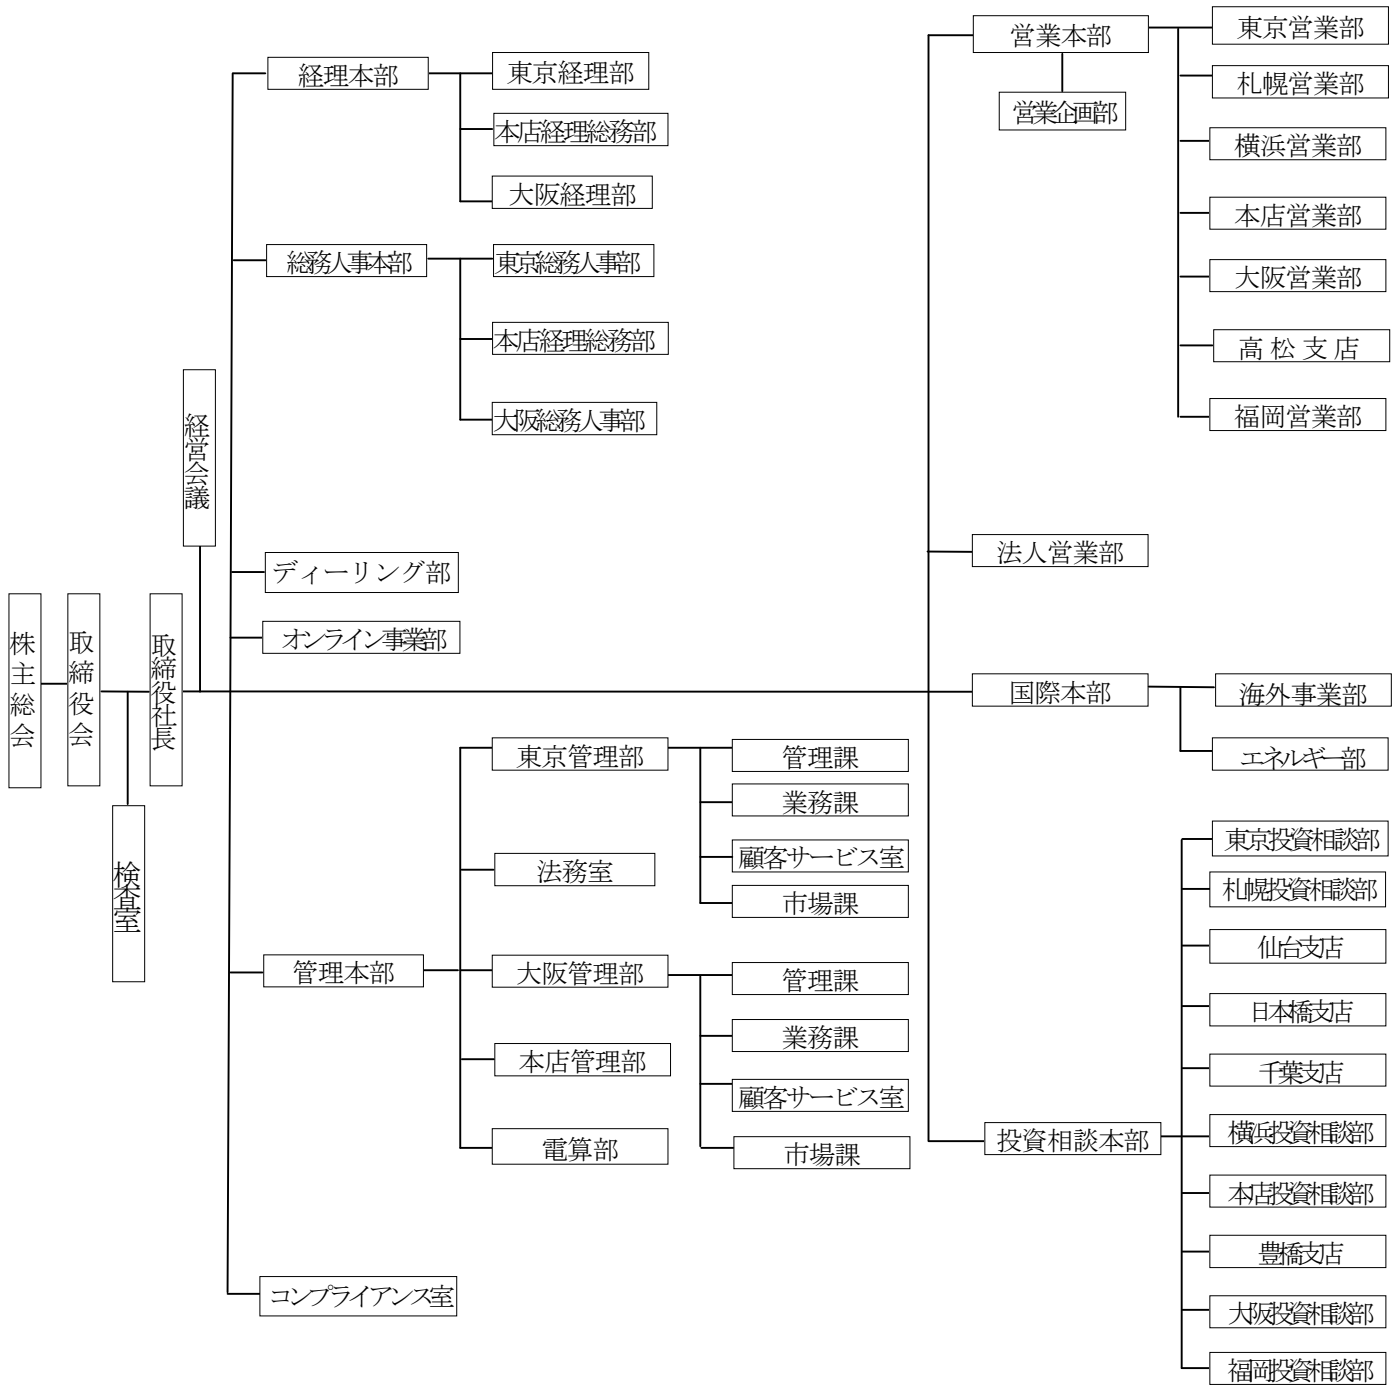 株主総会
取締役会
検査室
取締役社長
経営会議
経理本部
東京経理部
本店経理総務部
大阪経理部
総務人事本部
東京総務人事部
本店経理総務部
大阪総務人事部
ディーリング部
オンライン事業部
管理本部
東京管理部
管理課
業務課
顧客サービス室
市場課
法務室
大阪管理部
管理課
業務課
顧客サービス室
市場課
本店管理部
電算部
コンプライアンス室
営業本部
営業企画部
東京営業部
札幌営業部
横浜営業部
本店営業部
大阪営業部
高松支店
福岡営業部
法人営業部
国際本部
海外事業部
エネルギー部
投資相談本部
東京投資相談部
札幌投資相談部
仙台支店
日本橋支店
千葉支店
横浜投資相談部
本店投資相談部
豊橋支店
大阪投資相談部
福岡投資相談部